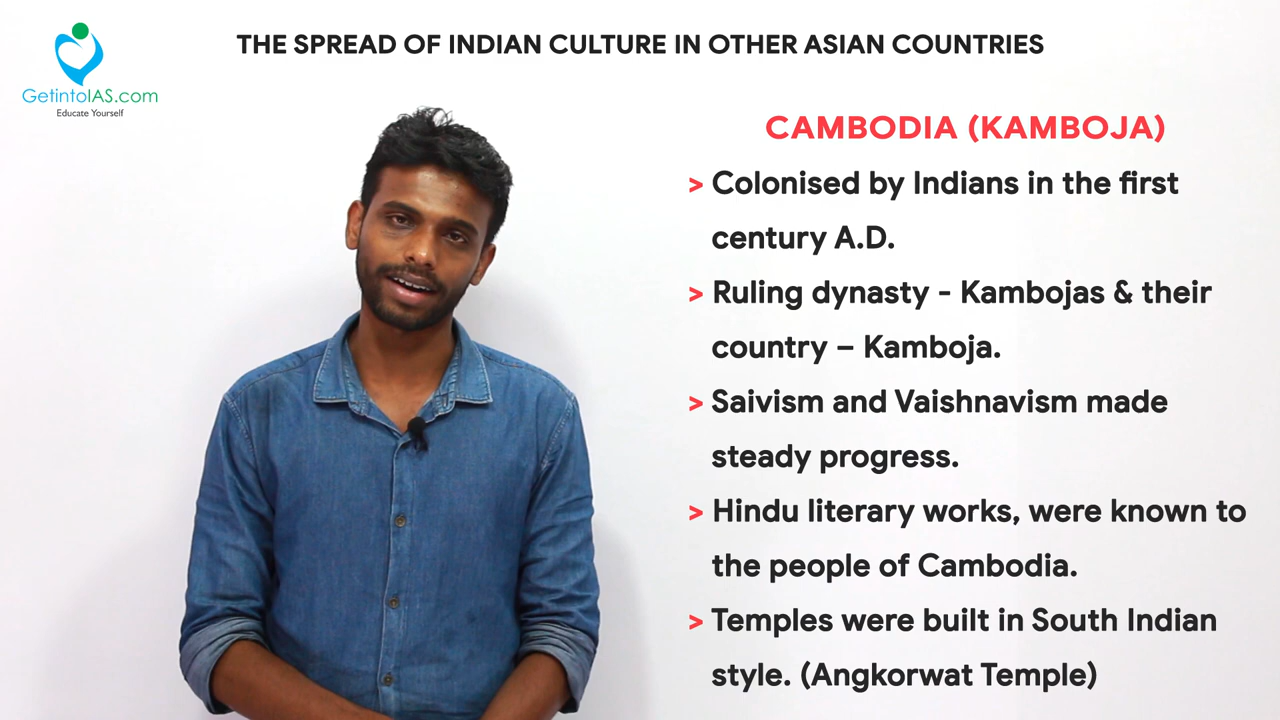 THE SPREAD OF INDIAN CULTURE IN OTHER ASIAN COUNTRIES
GetintoIAS.com
Educate Yourself
CAMBODIA (KAMBOJA)
> Colonised by Indians in the first
century A.D.
> Ruling dynasty - Kambojas & their
country – Kamboja.
> Saivism and Vaishnavism made
steady progress.
> Hindu literary works, were known to
the people of Cambodia.
> Temples were built in South Indian
style. (Angkorwat Temple)